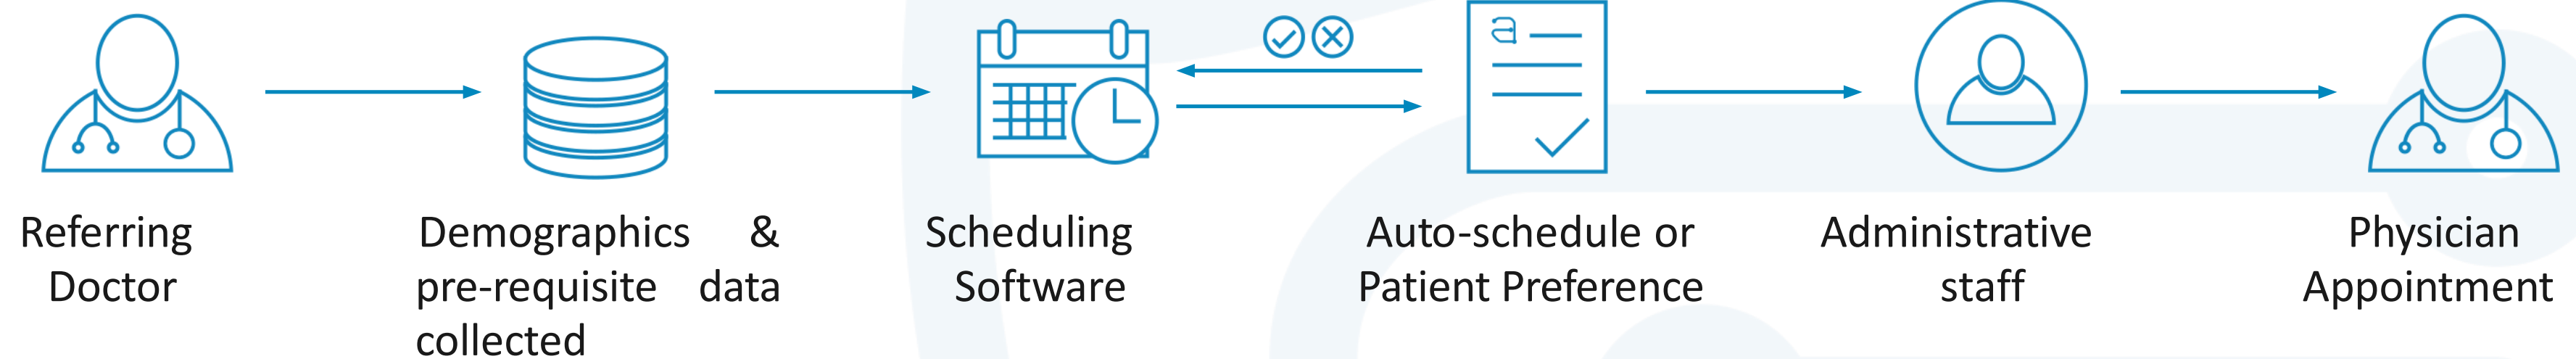 Referring
Doctor
Demographics &
pre-requisite data
collected
Scheduling
Software
Auto-schedule or
Patient Preference
Administrative
staff
Physician
Appointment